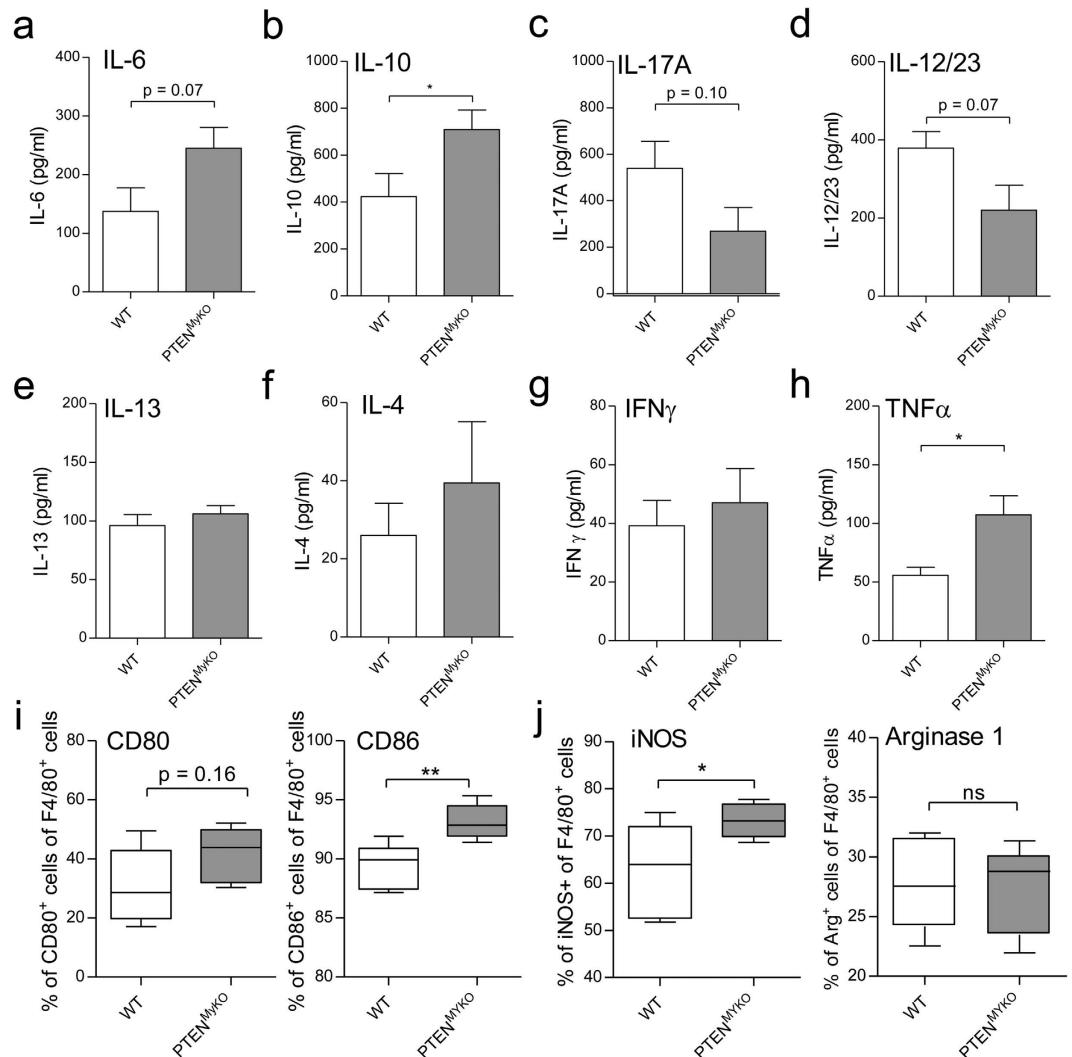 a
IL-6
400
300
200
100
0
IL-6 (pg/ml)
p = 0.07
WT
PTEN^MyKO
b
IL-10
1000
800
600
400
200
0
IL-10 (pg/ml)
*
WT
PTEN^MyKO
c
IL-17A
1000
800
600
400
200
0
IL-17A (pg/ml)
p = 0.10
WT
PTEN^MyKO
d
IL-12/23
600
400
200
0
IL-12/23 (pg/ml)
p = 0.07
WT
PTEN^MyKO
e
IL-13
200
150
100
50
0
IL-13 (pg/ml)
WT
PTEN^MyKO
f
IL-4
60
40
20
0
IL-4 (pg/ml)
WT
PTEN^MyKO
g
IFNγ
80
60
40
20
0
IFN γ (pg/ml)
WT
PTEN^MyKO
h
TNFα
200
150
100
50
0
TNFα (pg/ml)
*
WT
PTEN^MyKO
i
CD80
80
60
40
20
0
% of CD80⁺ cells of F4/80⁺ cells
p = 0.16
WT
PTEN^MyKO
CD86
100
95
90
85
80
% of CD86⁺ cells of F4/80⁺ cells
**
WT
PTEN^MYKO
j
iNOS
90
80
70
60
50
40
% of iNOS+ of F4/80⁺ cells
*
WT
PTEN^MYKO
Arginase 1
40
35
30
25
20
% of Arg⁺ cells of F4/80⁺ cells
ns
WT
PTEN^MYKO